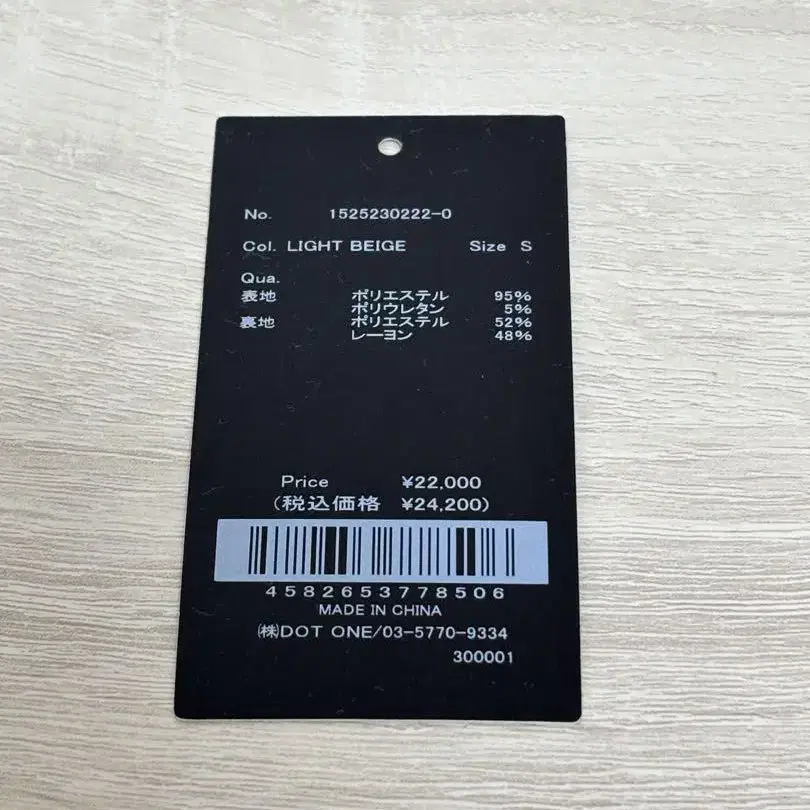 No. 1525230222-0
Col. LIGHT BEIGE Size S
Qua.
表地 ポリエステル 95%
ポリウレタン 5%
裏地 ポリエステル 52%
レーヨン 48%
Price ¥22,000
(税込価格 ¥24,200)
4582653778506
MADE IN CHINA
㈱DOT ONE/03-5770-9334
300001